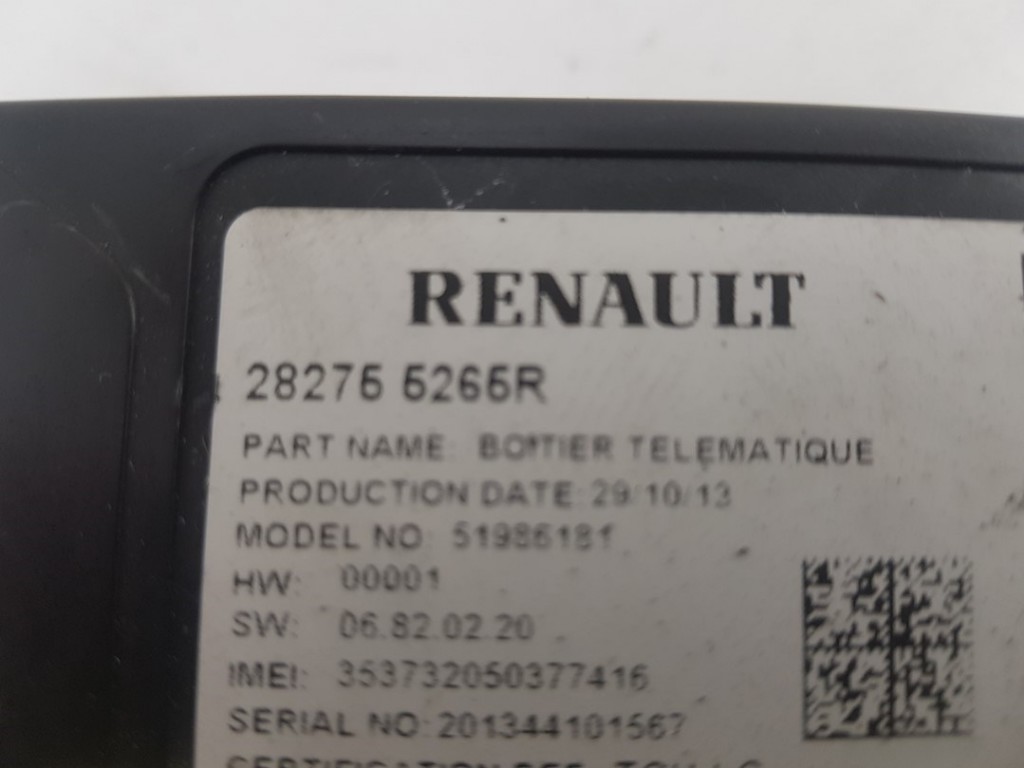 RENAULT
28275 5265R
PART NAME: BOITIER TELEMATIQUE
PRODUCTION DATE: 29/10/13
MODEL NO: 51986181
HW: 00001
SW: 06.82.02.20
IMEI: 353732050377416
SERIAL NO: 201344101567